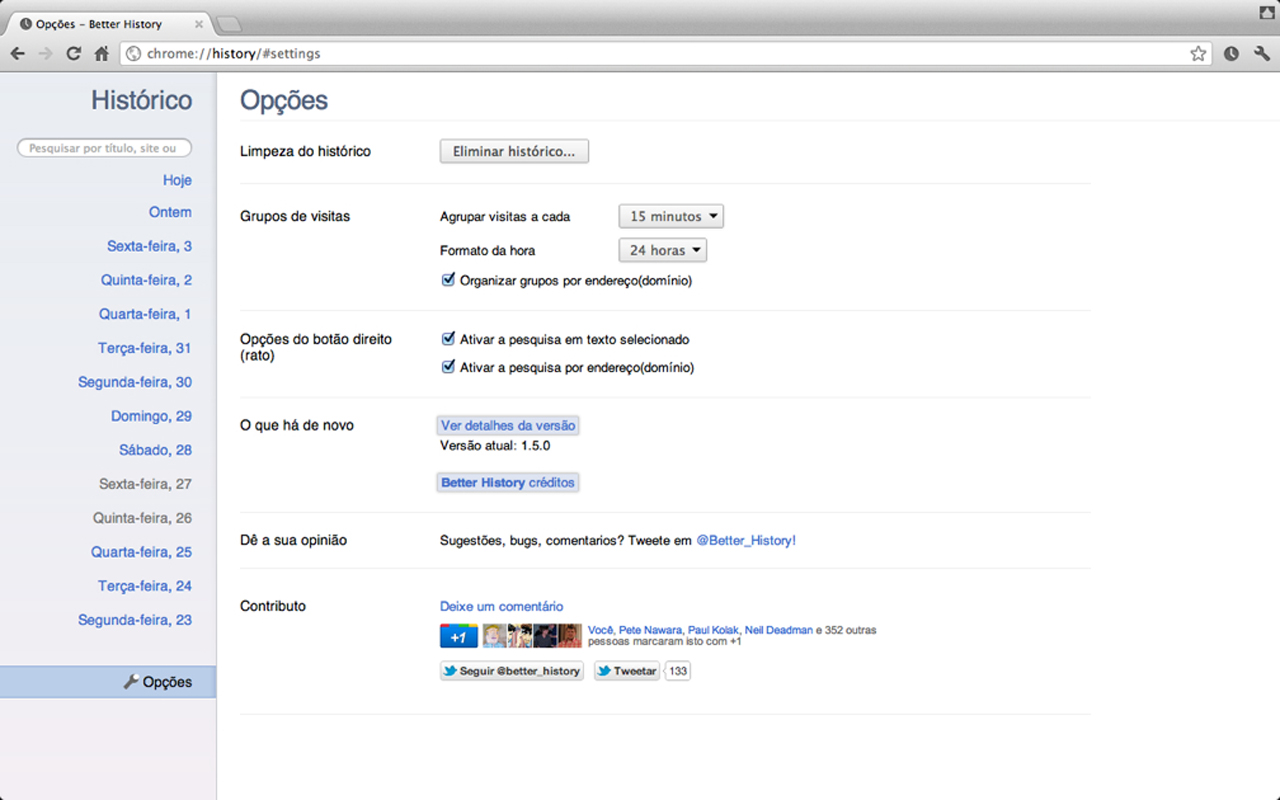 Opções – Better History
chrome://history/#settings
Histórico
Pesquisar por título, site ou
Hoje
Ontem
Sexta-feira, 3
Quinta-feira, 2
Quarta-feira, 1
Terça-feira, 31
Segunda-feira, 30
Domingo, 29
Sábado, 28
Sexta-feira, 27
Quinta-feira, 26
Quarta-feira, 25
Terça-feira, 24
Segunda-feira, 23
Opções
Opções
Limpeza do histórico
Eliminar histórico...
Grupos de visitas
Agrupar visitas a cada
15 minutos
Formato da hora
24 horas
Organizar grupos por endereço(domínio)
Opções do botão direito
(rato)
Ativar a pesquisa em texto selecionado
Ativar a pesquisa por endereço(domínio)
O que há de novo
Ver detalhes da versão
Versão atual: 1.5.0
Better History créditos
Dê a sua opinião
Sugestões, bugs, comentarios? Tweete em @Better_History!
Contributo
Deixe um comentário
+1
Você, Pete Nawara, Paul Kolak, Neil Deadman e 352 outras
pessoas marcaram isto com +1
Seguir @better_history
Tweetar
133